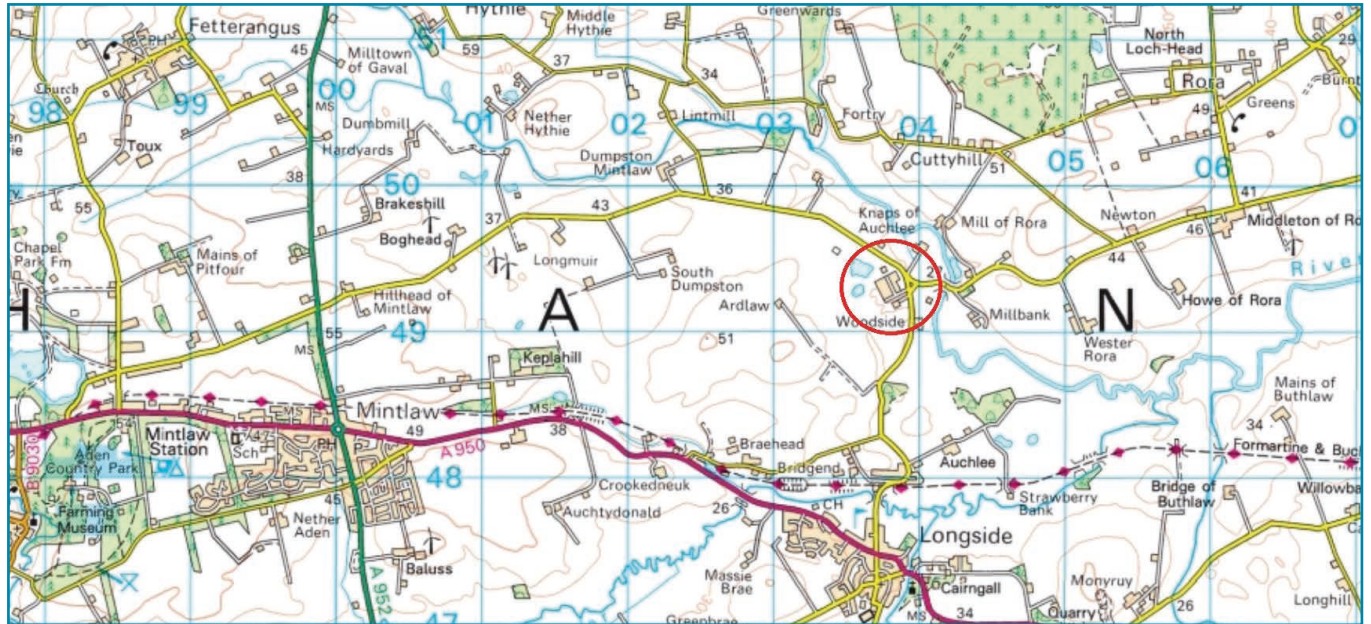 Hythie
Middle
Hythie
Greenwards
North
Loch-Head
29
Fetterangus
PH
45
Milltown
of Gaval
59
37
34
Rora
49
Greens
Church
98
99
00
MS
Dumbmill
01
Nether
Hythie
40
02
Lintmill
03
Fortry
04
Cuttyhill
51
05
06
Toux
Hardyards
38
Dumpston
Mintlaw
36
41
50
Brakeshill
43
37
Knaps of
Auchlee
Mill of Rora
Newton
46
Middleton of Ro
55
Chapel
Park Fm
Mains of
Pitfour
Boghead
Longmuir
South
Dumpston
44
River
H
A
N
Hillhead of
Mintlaw
49
55
MS
Ardlaw
Woodside
Millbank
Howe of Rora
Wester
Rora
51
Keplahill
Mains of
Buthlaw
34
54
MS
Mintlaw
MS
38
49
A 950
PH
Mintlaw
Station
Sch
47
Braehead
Formartine & Buc
B9030
Aden
Country Park
48
Bridgend
Auchlee
Crookedneuk
Strawberry
Bank
Bridge of
Buthlaw
Willowba
Farming
Museum
45
Nether
Aden
Auchtydonald
26
CH
Longside
Baluss
A 952
Massie
Brae
Cairngall
Monyruy
Quarry
26
Longhill
47
Greenbrae
MS
34